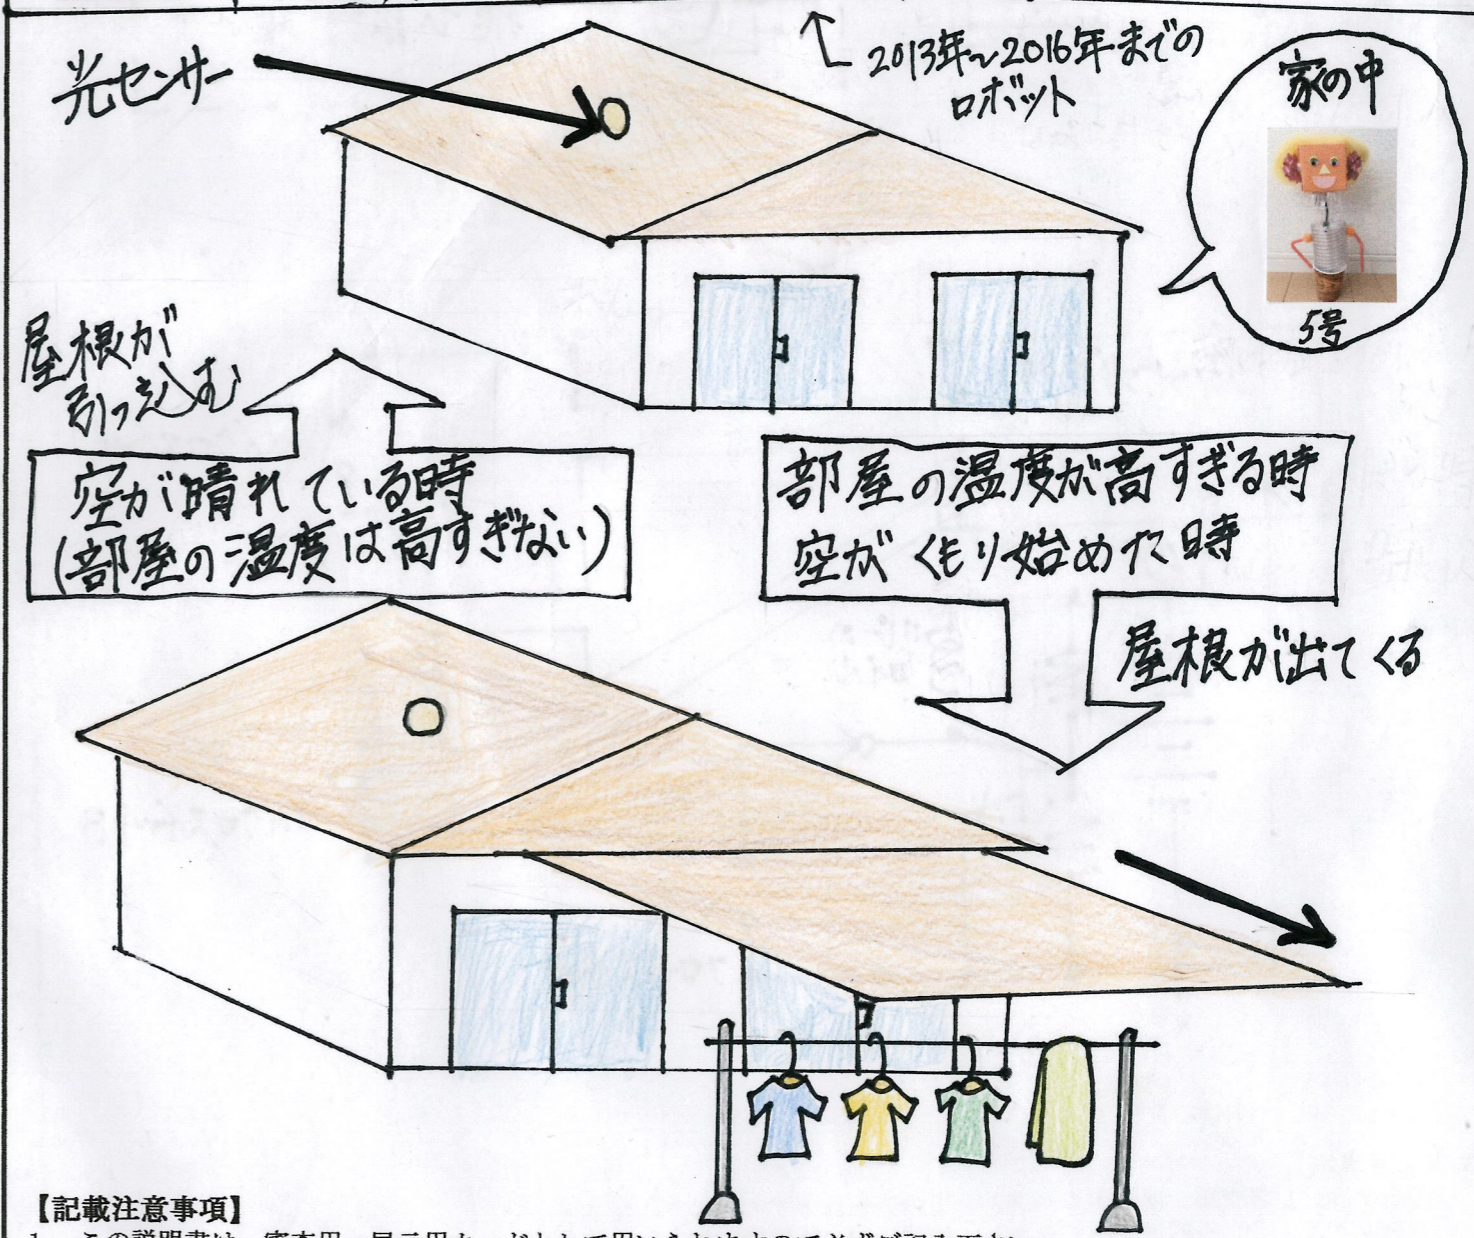 光センサー
2013年~2016年までの
ロボット
家の中
5号
屋根が
引っ込む
空が晴れている時
(部屋の温度は高すぎない)
部屋の温度が高すぎる時
空がくもり始めた時
屋根が出てくる
【記載注意事項】